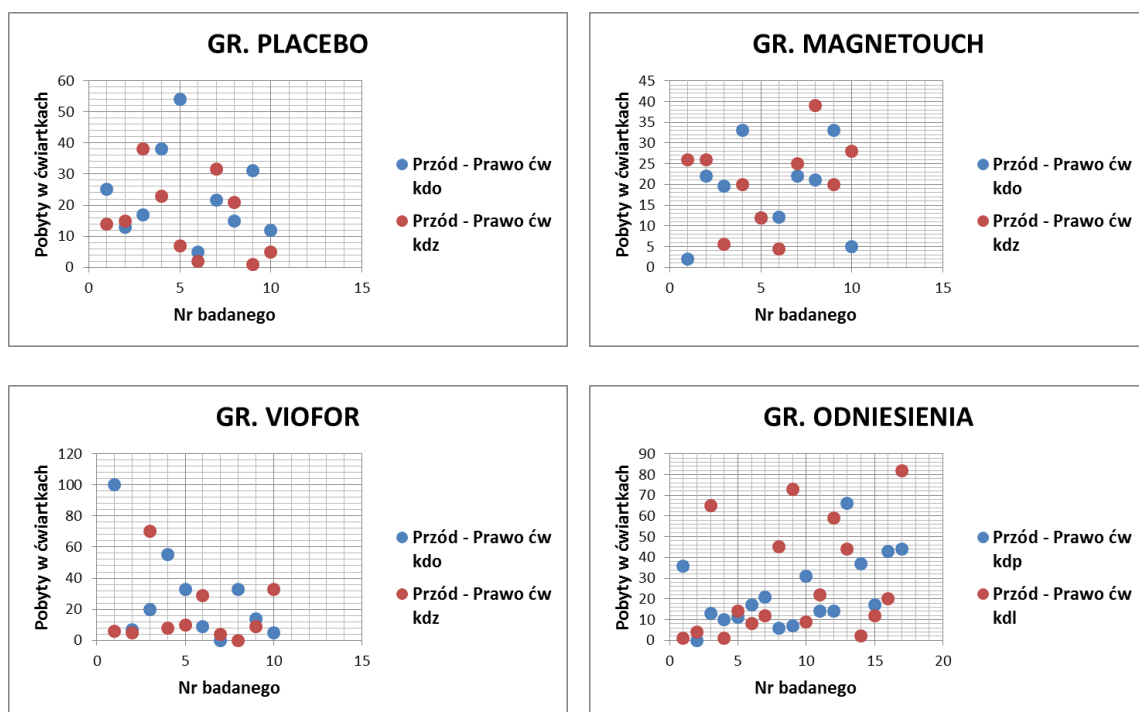 GR. PLACEBO
Pobyty w ćwiartkach
60
50
40
30
20
10
0
0 5 10 15
Nr badanego
Przód - Prawo ćw
kdo
Przód - Prawo ćw
kdz
GR. MAGNETOUCH
Pobyty w ćwiartkach
45
40
35
30
25
20
15
10
5
0
0 5 10 15
Nr badanego
Przód - Prawo ćw
kdo
Przód - Prawo ćw
kdz
GR. VIOFOR
Pobyty w ćwiartkach
120
100
80
60
40
20
0
0 5 10 15
Nr badanego
Przód - Prawo ćw
kdo
Przód - Prawo ćw
kdz
GR. ODNIESIENIA
Pobyty w ćwiartkach
90
80
70
60
50
40
30
20
10
0
0 5 10 15 20
Nr badanego
Przód - Prawo ćw
kdp
Przód - Prawo ćw
kdl